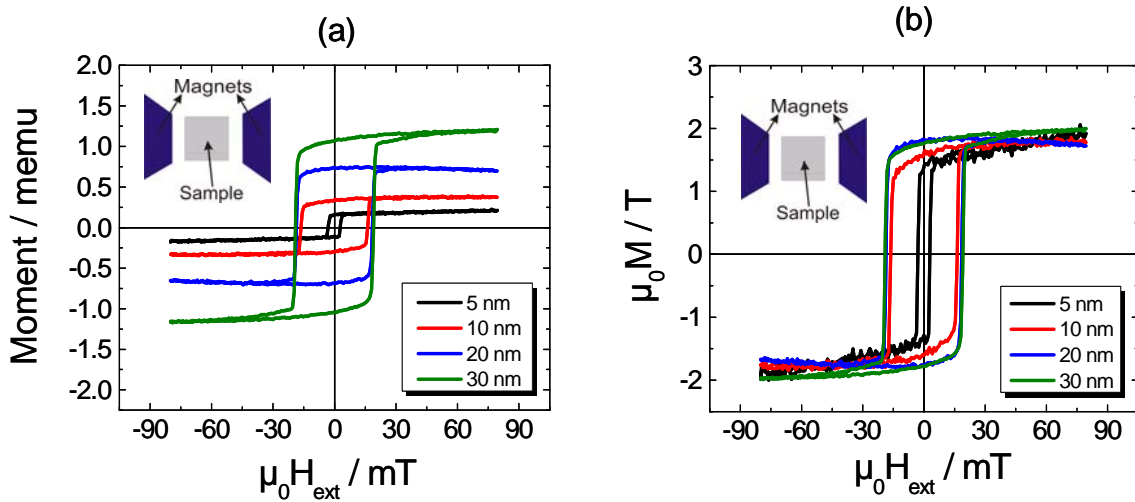 (a)
Moment / memu
2.0
1.5
1.0
0.5
0.0
-0.5
-1.0
-1.5
-2.0
Magnets
Sample
5 nm
10 nm
20 nm
30 nm
-90 -60 -30 0 30 60 90
μ₀Hₑₓₜ / mT
(b)
μ₀M / T
3
2
1
0
-1
-2
Magnets
Sample
5 nm
10 nm
20 nm
30 nm
-90 -60 -30 0 30 60 90
μ₀Hₑₓₜ / mT